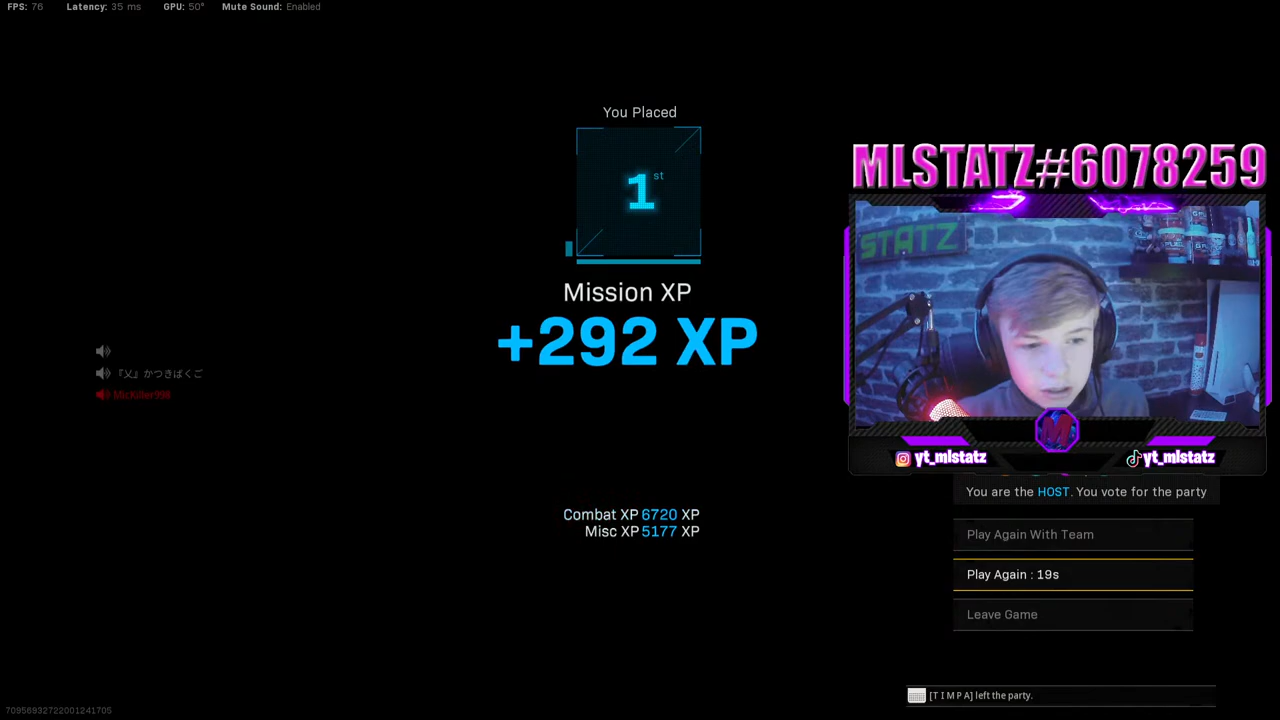 FPS: 76 Latency: 35 ms GPU: 50° Mute Sound: Enabled
You Placed
1st
Mission XP
+292 XP
Combat XP 6720 XP
Misc XP 5177 XP
『乂』かつきばくご
MicKiller998
MLSTATZ#6078259
STATZ
yt_mlstatz
yt_mlstatz
You are the HOST. You vote for the party
Play Again With Team
Play Again : 19s
Leave Game
[T I M P A] left the party.
70956932722001241705